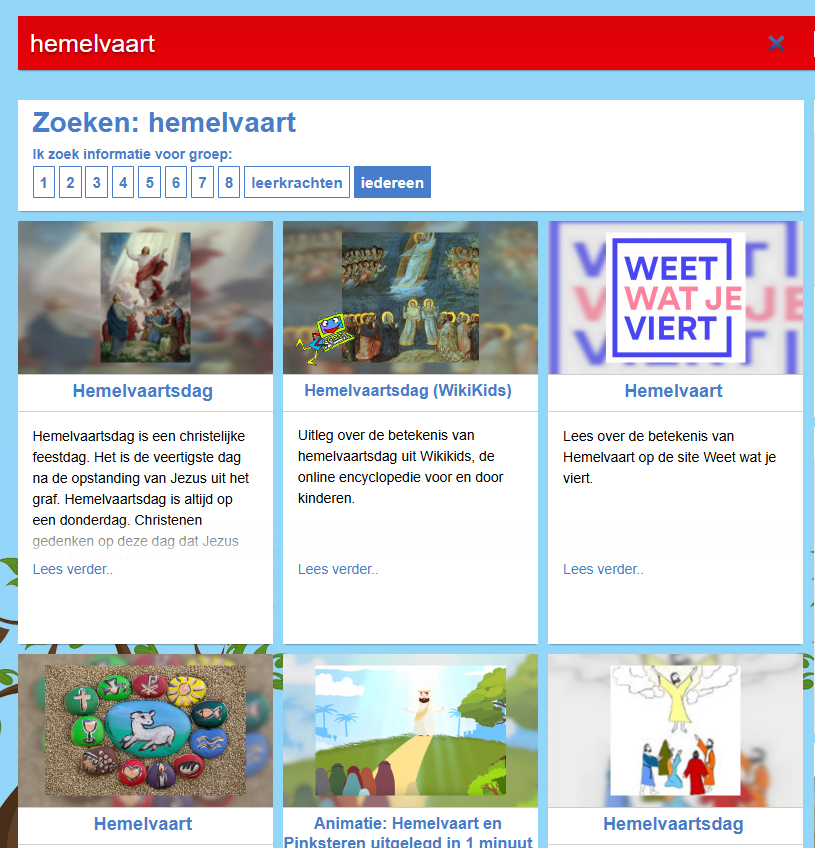 hemelvaart
Zoeken: hemelvaart
Ik zoek informatie voor groep:
1 2 3 4 5 6 7 8 leerkrachten iedereen
WEET
WAT JE
VIERT
Hemelvaartsdag
Hemelvaartsdag is een christelijke
feestdag. Het is de veertigste dag
na de opstanding van Jezus uit het
graf. Hemelvaartsdag is altijd op
een donderdag. Christenen
gedenken op deze dag dat Jezus
Lees verder..
Hemelvaartsdag (WikiKids)
Uitleg over de betekenis van
hemelvaartsdag uit Wikikids, de
online encyclopedie voor en door
kinderen.
Lees verder..
Hemelvaart
Lees over de betekenis van
Hemelvaart op de site Weet wat je
viert.
Lees verder..
Hemelvaart
Animatie: Hemelvaart en
Pinksteren uitgelegd in 1 minuut
Hemelvaartsdag